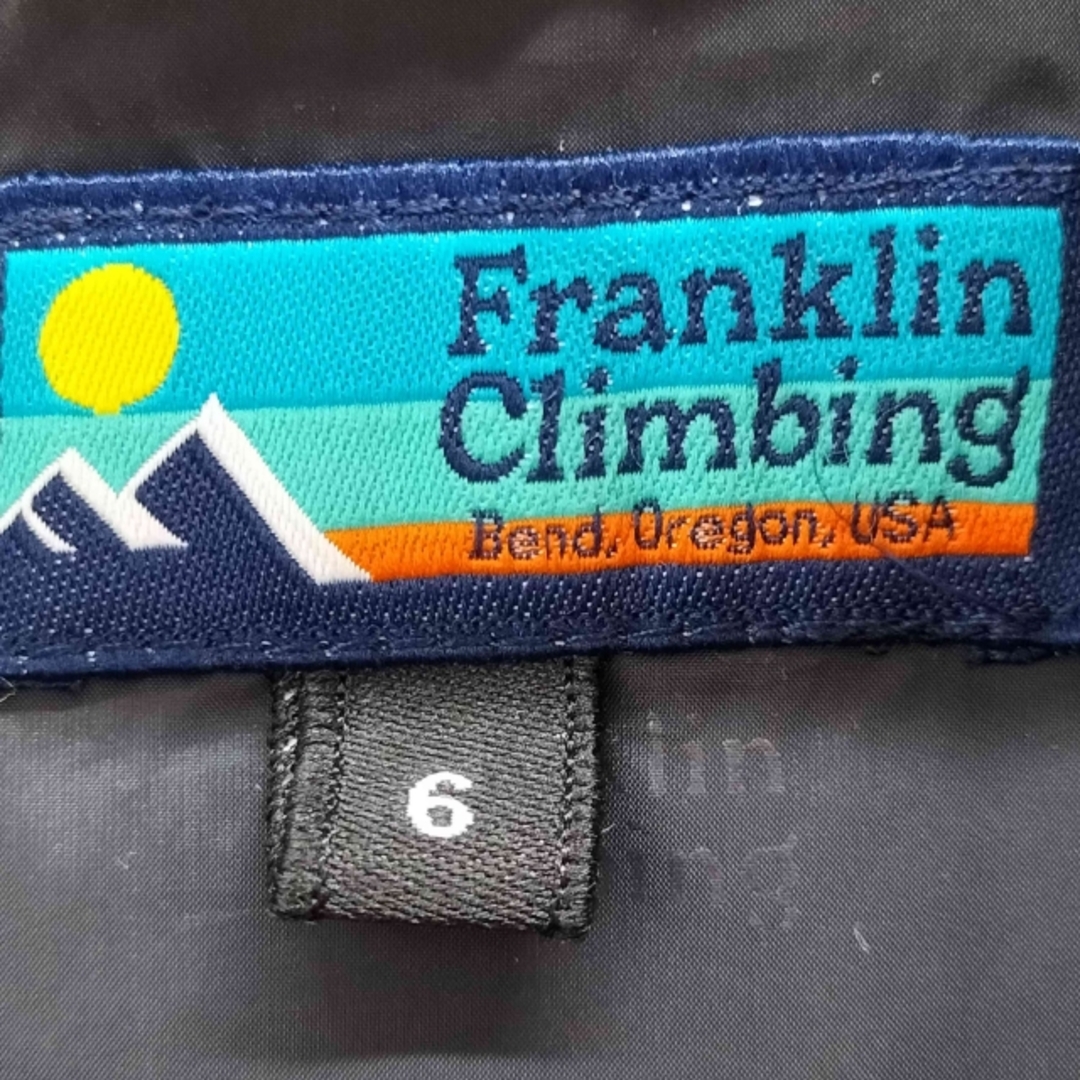 Franklin
Climbing
Bend, Oregon, USA
6